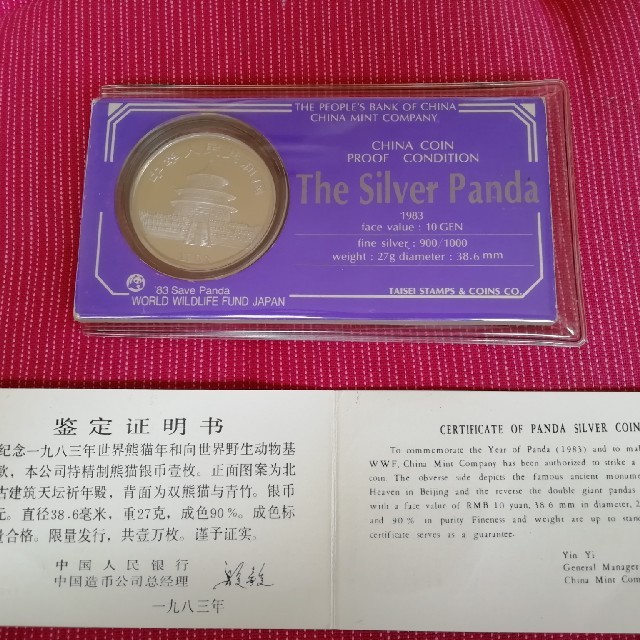 THE PEOPLE'S BANK OF CHINA
CHINA MINT COMPANY
CHINA COIN
PROOF CONDITION
The Silver Panda
1983
face value : 10 GEN
fine silver : 900/1000
weight : 27g diameter : 38.6 mm
'83 Save Panda
WORLD WILDLIFE FUND JAPAN
TAISEI STAMPS & COINS CO.
鉴定证明书
纪念一九八三年世界熊猫年和向世界野生动物基
款，本公司特精制熊猫银币壹枚。正面图案为北
古建筑天坛祈年殿，背面为双熊猫与青竹。银币
元。直径38.6毫米，重27克，成色90%。成色标
量合格。限量发行，共壹万枚。谨予证实。
中国人民银行
中国造币公司总经理
一九八三年
CERTIFICATE OF PANDA SILVER COIN
To commemorate the Year of Panda (1983) and to ma
WWF, China Mint Company has been authorized to strike a
coin. The obverse side depicts the famous ancient monume
Heaven in Beijing and the reverse the double giant pandas
with a face value of RMB 10 yuan, 38.6 mm in diameter, 2
and 90% in purity Fineness and weight are up to stand
certificate serves as a guarantee.
Yin Yi
General Manager
China Mint Com